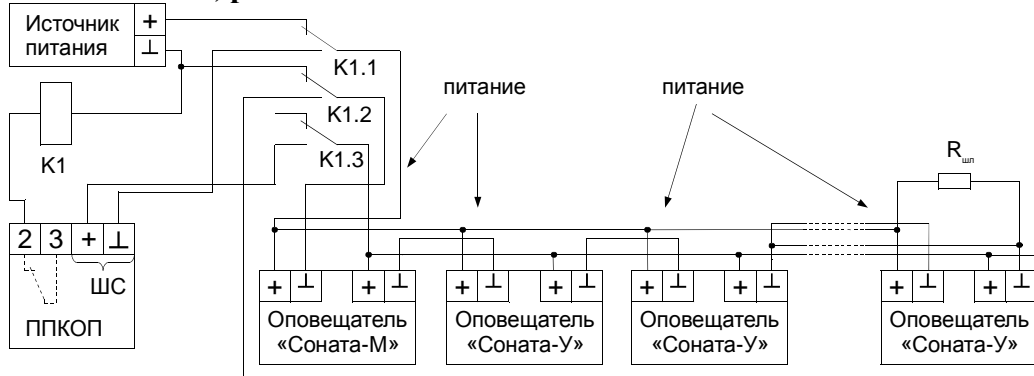 Источник +
питания ⊥
K1.1
питание
питание
K1.2
K1
K1.3
Rшл
2 3 + ⊥
ШС
ППКОП
+ ⊥ + ⊥ + ⊥ + ⊥ + ⊥ + ⊥ + ⊥ + ⊥
Оповещатель Оповещатель Оповещатель Оповещатель
«Соната-М» «Соната-У» «Соната-У» «Соната-У»